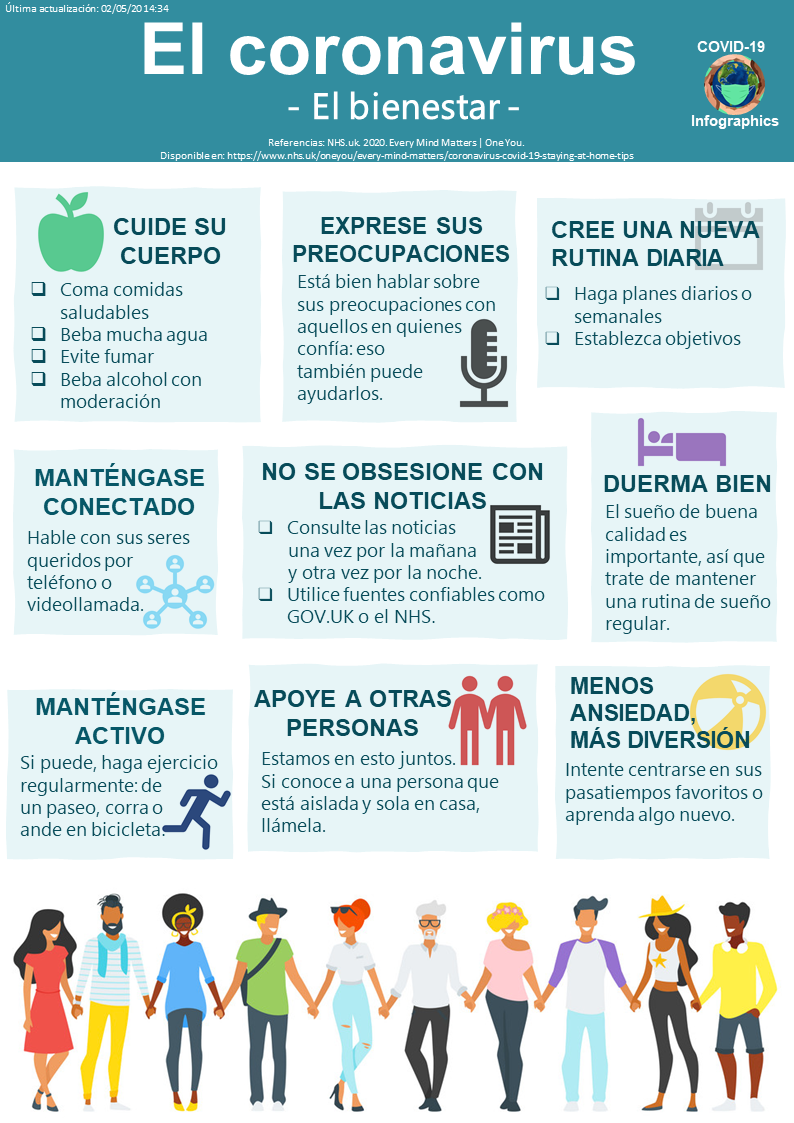 Última actualización: 02/05/20 14:34
El coronavirus
- El bienestar -
COVID-19
Infographics
Referencias: NHS.uk. 2020. Every Mind Matters | One You.
Disponible en: https://www.nhs.uk/oneyou/every-mind-matters/coronavirus-covid-19-staying-at-home-tips
CUIDE SU
CUERPO
❑ Coma comidas
saludables
❑ Beba mucha agua
❑ Evite fumar
❑ Beba alcohol con
moderación
EXPRESE SUS
PREOCUPACIONES
Está bien hablar sobre
sus preocupaciones con
aquellos en quienes
confía: eso
también puede
ayudarlos.
CREE UNA NUEVA
RUTINA DIARIA
❑ Haga planes diarios o
semanales
❑ Establezca objetivos
MANTÉNGASE
CONECTADO
Hable con sus seres
queridos por
teléfono o
videollamada.
NO SE OBSESIONE CON
LAS NOTICIAS
❑ Consulte las noticias
una vez por la mañana
y otra vez por la noche.
❑ Utilice fuentes confiables como
GOV.UK o el NHS.
DUERMA BIEN
El sueño de buena
calidad es
importante, así que
trate de mantener
una rutina de sueño
regular.
MANTÉNGASE
ACTIVO
Si puede, haga ejercicio
regularmente: de
un paseo, corra o
ande en bicicleta.
APOYE A OTRAS
PERSONAS
Estamos en esto juntos.
Si conoce a una persona que
está aislada y sola en casa,
llámela.
MENOS
ANSIEDAD,
MÁS DIVERSIÓN
Intente centrarse en sus
pasatiempos favoritos o
aprenda algo nuevo.